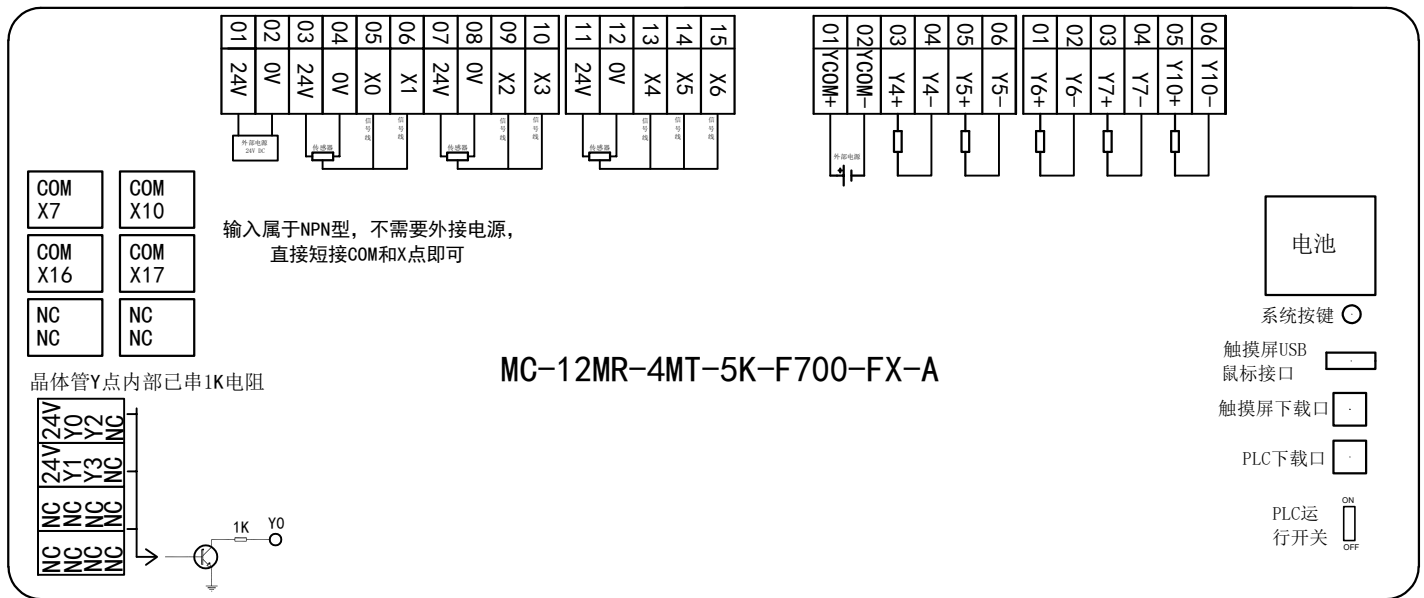 01 02 03 04 05 06 07 08 09 10
24V 0V 24V 0V X0 X1 24V 0V X2 X3
11 12 13 14 15
24V 0V X4 X5 X6
01 02 03 04 05 06
YCOM+ YCOM- Y4+ Y4- Y5+ Y5-
01 02 03 04 05 06
Y6+ Y6- Y7+ Y7- Y10+ Y10-
外部电源
24V DC
传感器
信号线
信号线
传感器
信号线
信号线
传感器
信号线
信号线
信号线
外部电源
+
COM
X7
COM
X10
COM
X16
COM
X17
NC
NC
NC
NC
输入属于NPN型，不需要外接电源，
直接短接COM和X点即可
MC-12MR-4MT-5K-F700-FX-A
晶体管Y点内部已串1K电阻
24V Y0 Y2 NC
24V Y1 Y3 NC
NC NC NC NC
NC NC NC NC
1K
Y0
电池
系统按键
触摸屏USB
鼠标接口
触摸屏下载口
PLC下载口
PLC运
行开关
ON
OFF